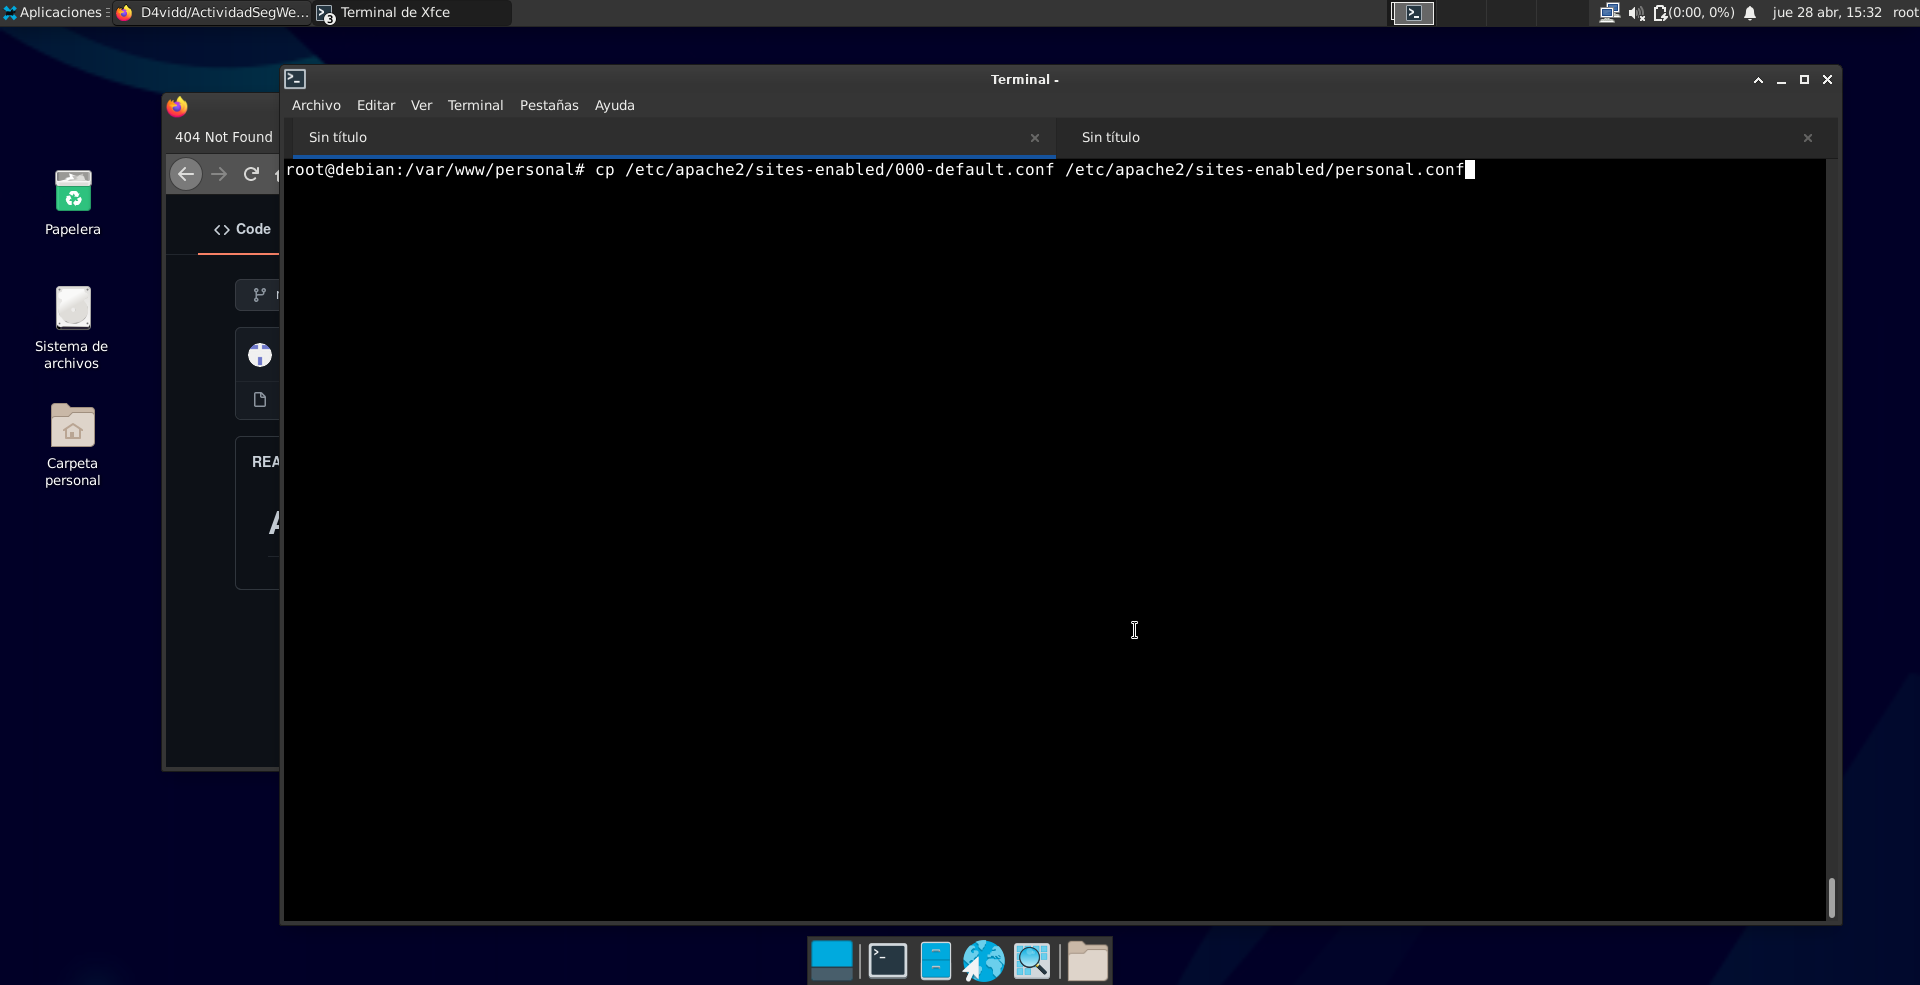 Aplicaciones
D4vidd/ActividadSegWe...
3
Terminal de Xfce
(0:00, 0%)
jue 28 abr, 15:32
root
Terminal -
Archivo Editar Ver Terminal Pestañas Ayuda
404 Not Found
Sin título
Sin título
root@debian:/var/www/personal# cp /etc/apache2/sites-enabled/000-default.conf /etc/apache2/sites-enabled/personal.conf
Code
REA
A
Papelera
Sistema de
archivos
Carpeta
personal